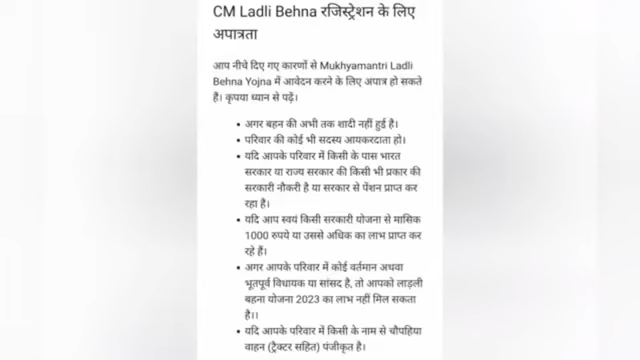 CM Ladli Behna रजिस्ट्रेशन के लिए
अपात्रता
आप नीचे दिए गए कारणों से Mukhyamantri Ladli
Behna Yojna में आवेदन करने के लिए अपात्र हो सकते
हैं। कृपया ध्यान से पढ़ें।
• अगर बहन की अभी तक शादी नहीं हुई है।
• परिवार की कोई भी सदस्य आयकरदाता हो।
• यदि आपके परिवार में किसी के पास भारत
सरकार या राज्य सरकार की किसी भी प्रकार की
सरकारी नौकरी है या सरकार से पेंशन प्राप्त कर
रहा है।
• यदि आप स्वयं किसी सरकारी योजना से मासिक
1000 रुपये या उससे अधिक का लाभ प्राप्त कर
रहे हैं।
• अगर आपके परिवार में कोई वर्तमान अथवा
भूतपूर्व विधायक या सांसद है, तो आपको लाड़ली
बहना योजना 2023 का लाभ नहीं मिल सकता
है।।
• यदि आपके परिवार में किसी के नाम से चौपहिया
वाहन (ट्रैक्टर सहित) पंजीकृत है।